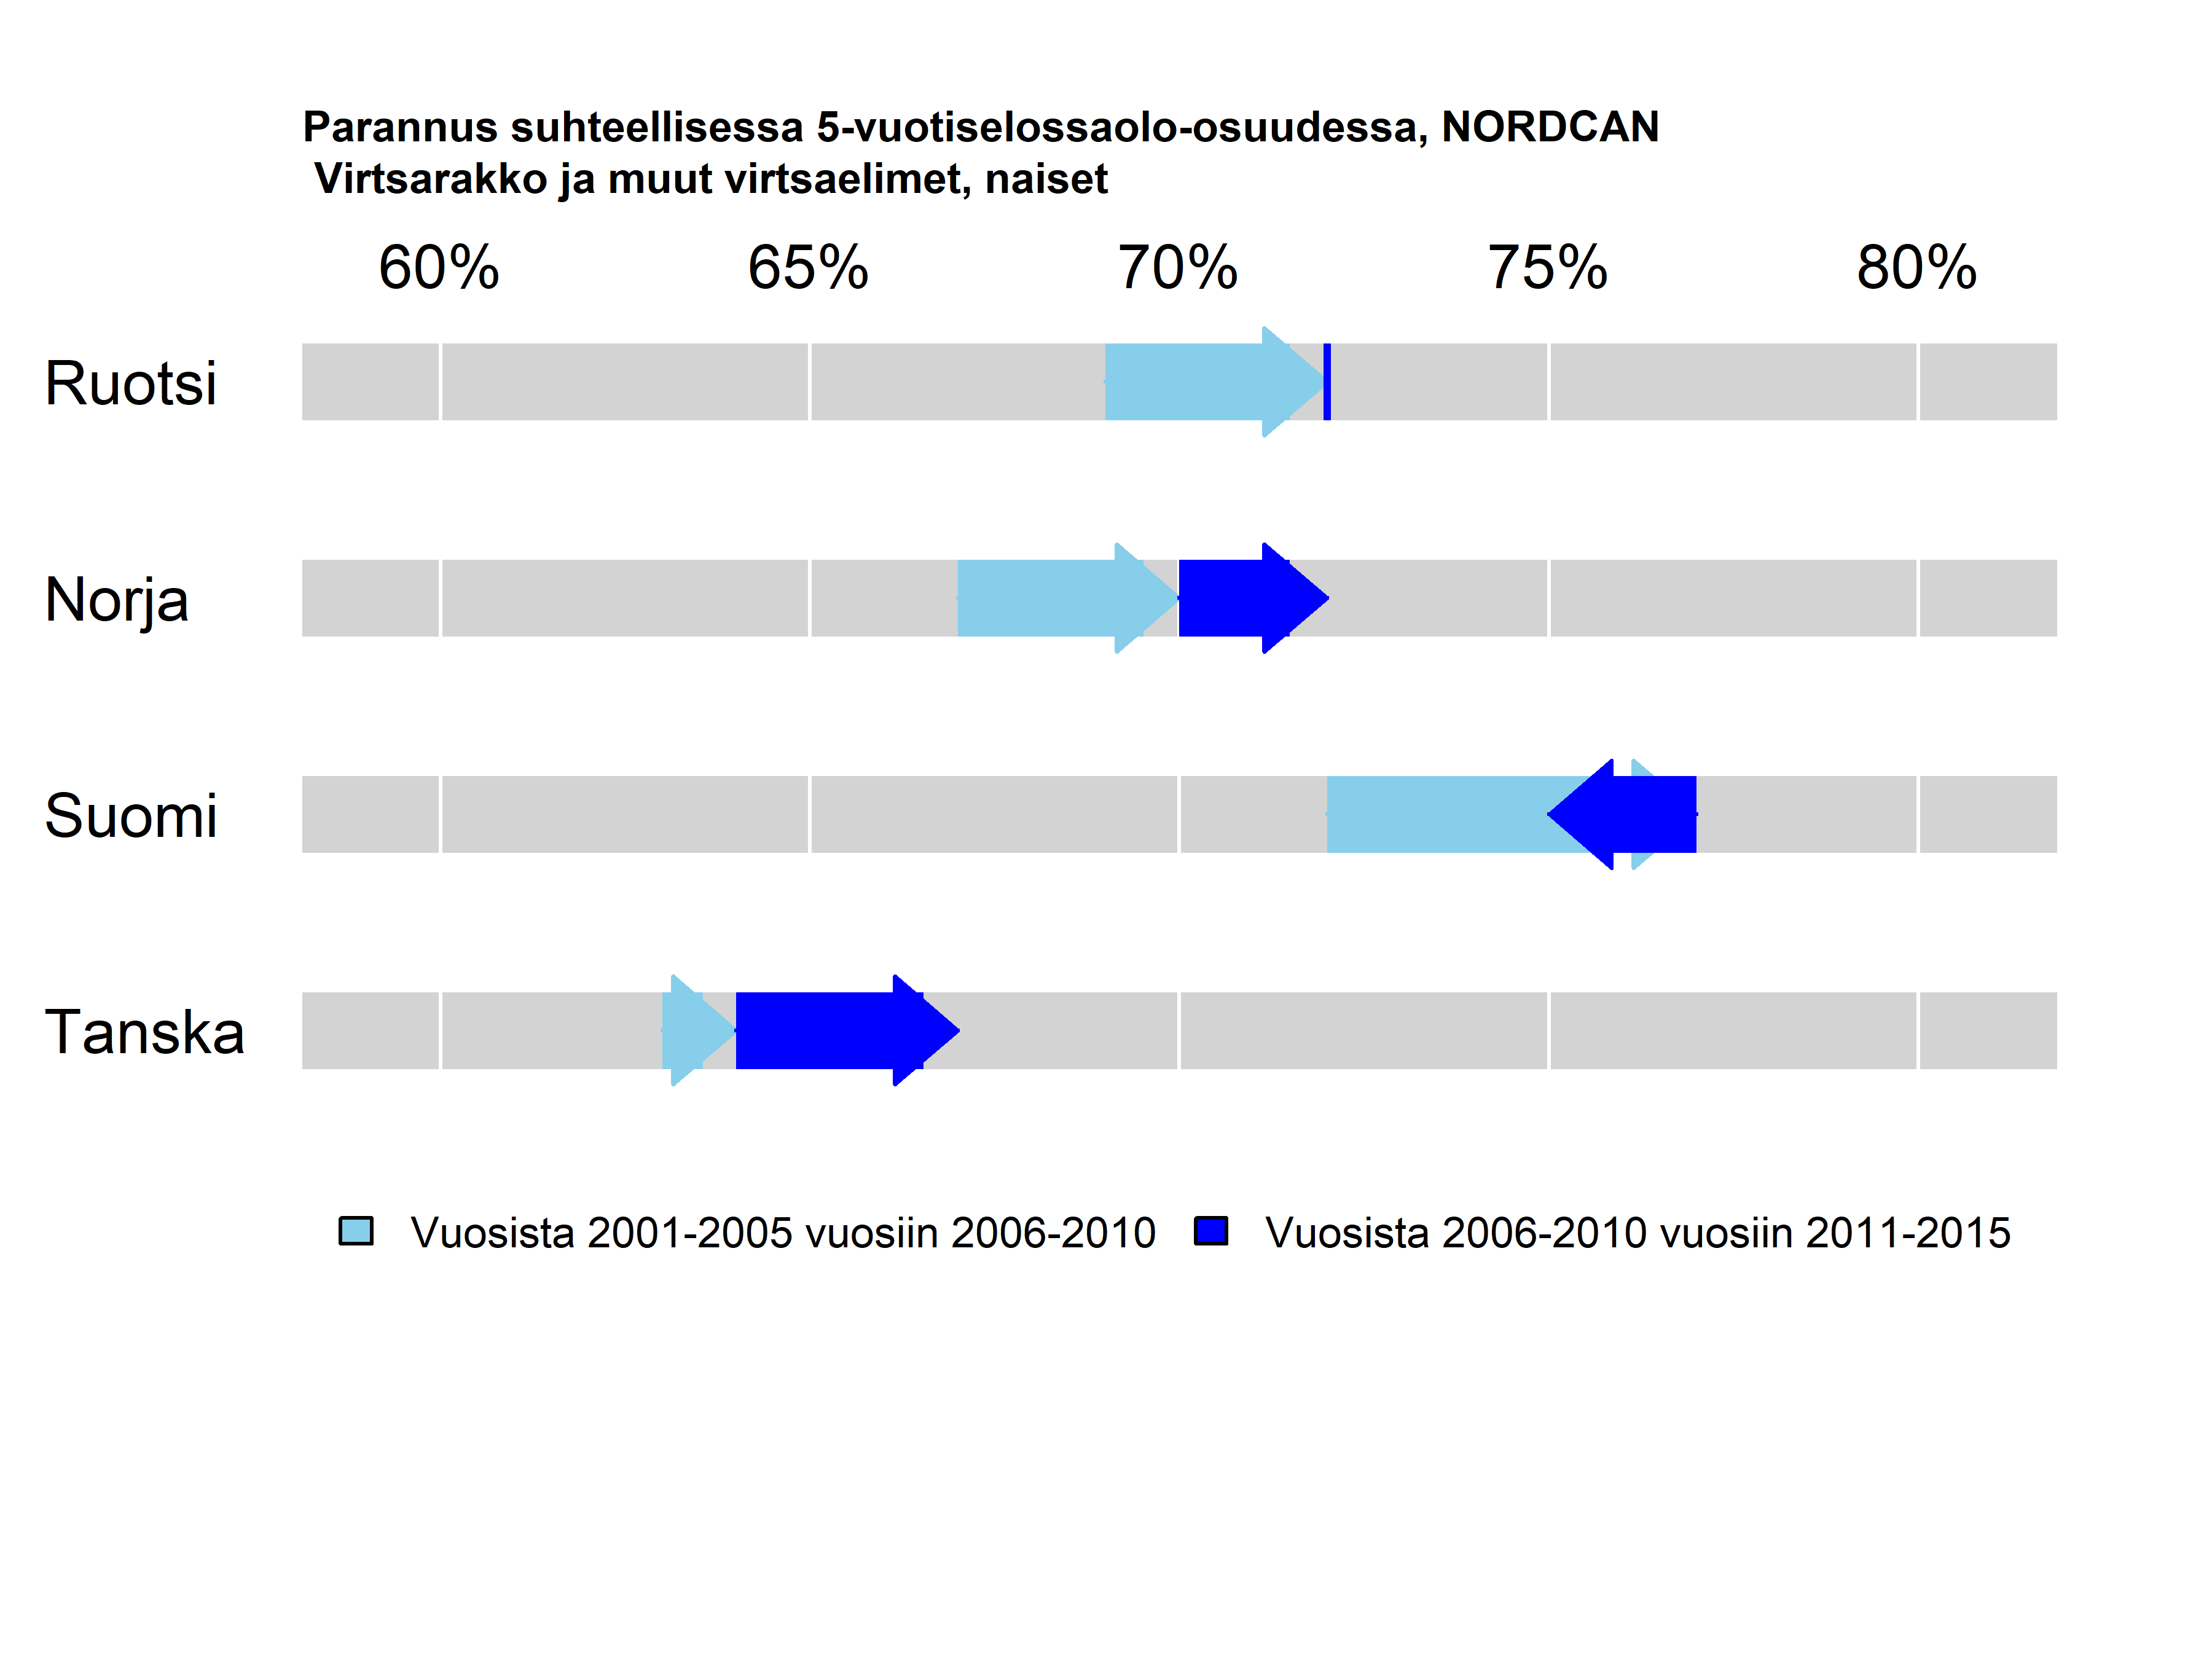 Parannus suhteellisessa 5-vuotiselossaolo-osuudessa, NORDCAN
Virtsarakko ja muut virtsaelimet, naiset
60% 65% 70% 75% 80%
Ruotsi
Norja
Suomi
Tanska
Vuosista 2001-2005 vuosiin 2006-2010 Vuosista 2006-2010 vuosiin 2011-2015